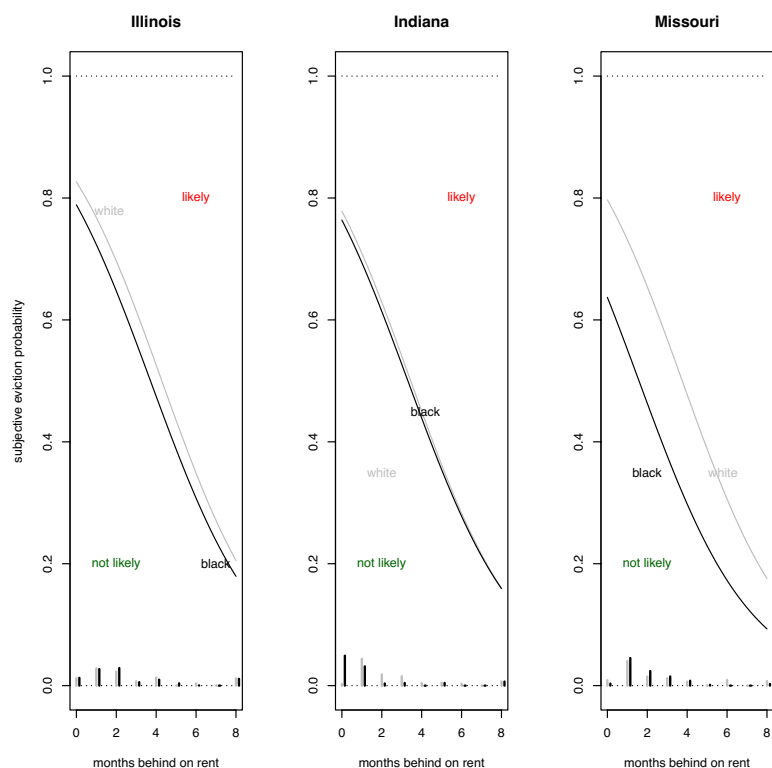 Illinois
Indiana
Missouri
subjective eviction probability
1.0
0.8
0.6
0.4
0.2
0.0
likely
white
not likely
black
0 2 4 6 8
months behind on rent
1.0
0.8
0.6
0.4
0.2
0.0
likely
black
white
not likely
0 2 4 6 8
months behind on rent
1.0
0.8
0.6
0.4
0.2
0.0
likely
black white
not likely
0 2 4 6 8
months behind on rent